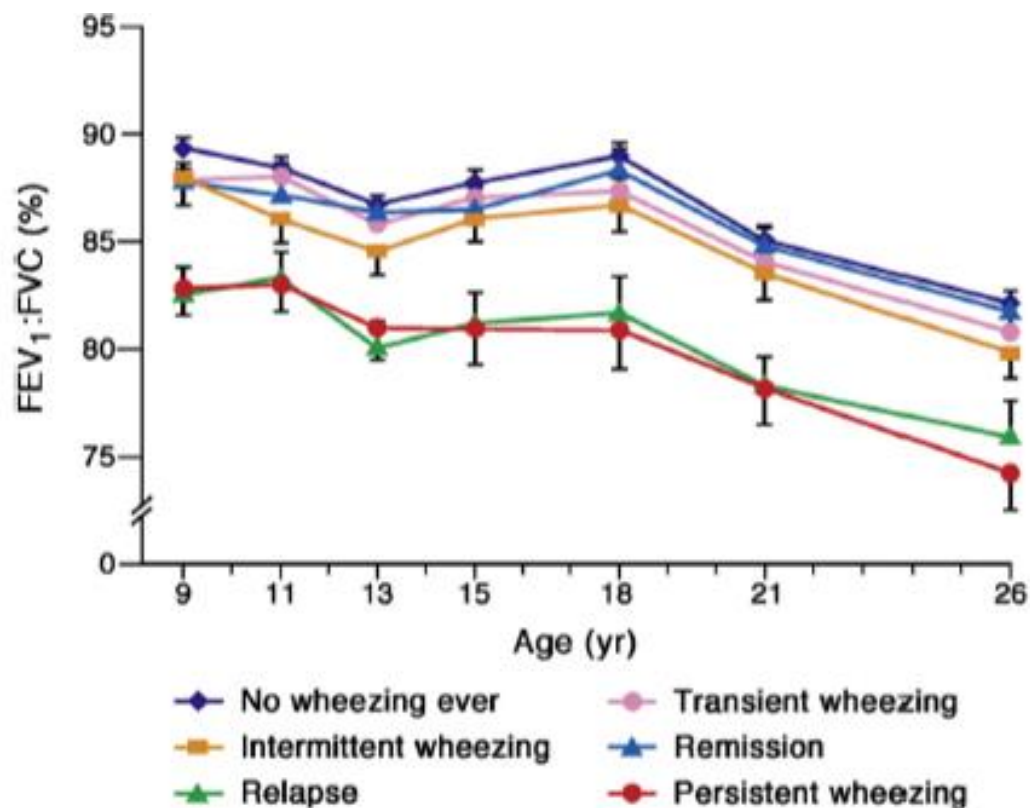 95
90
85
80
75
0
FEV1:FVC (%)
9 11 13 15 18 21 26
Age (yr)
No wheezing ever
Transient wheezing
Intermittent wheezing
Remission
Relapse
Persistent wheezing